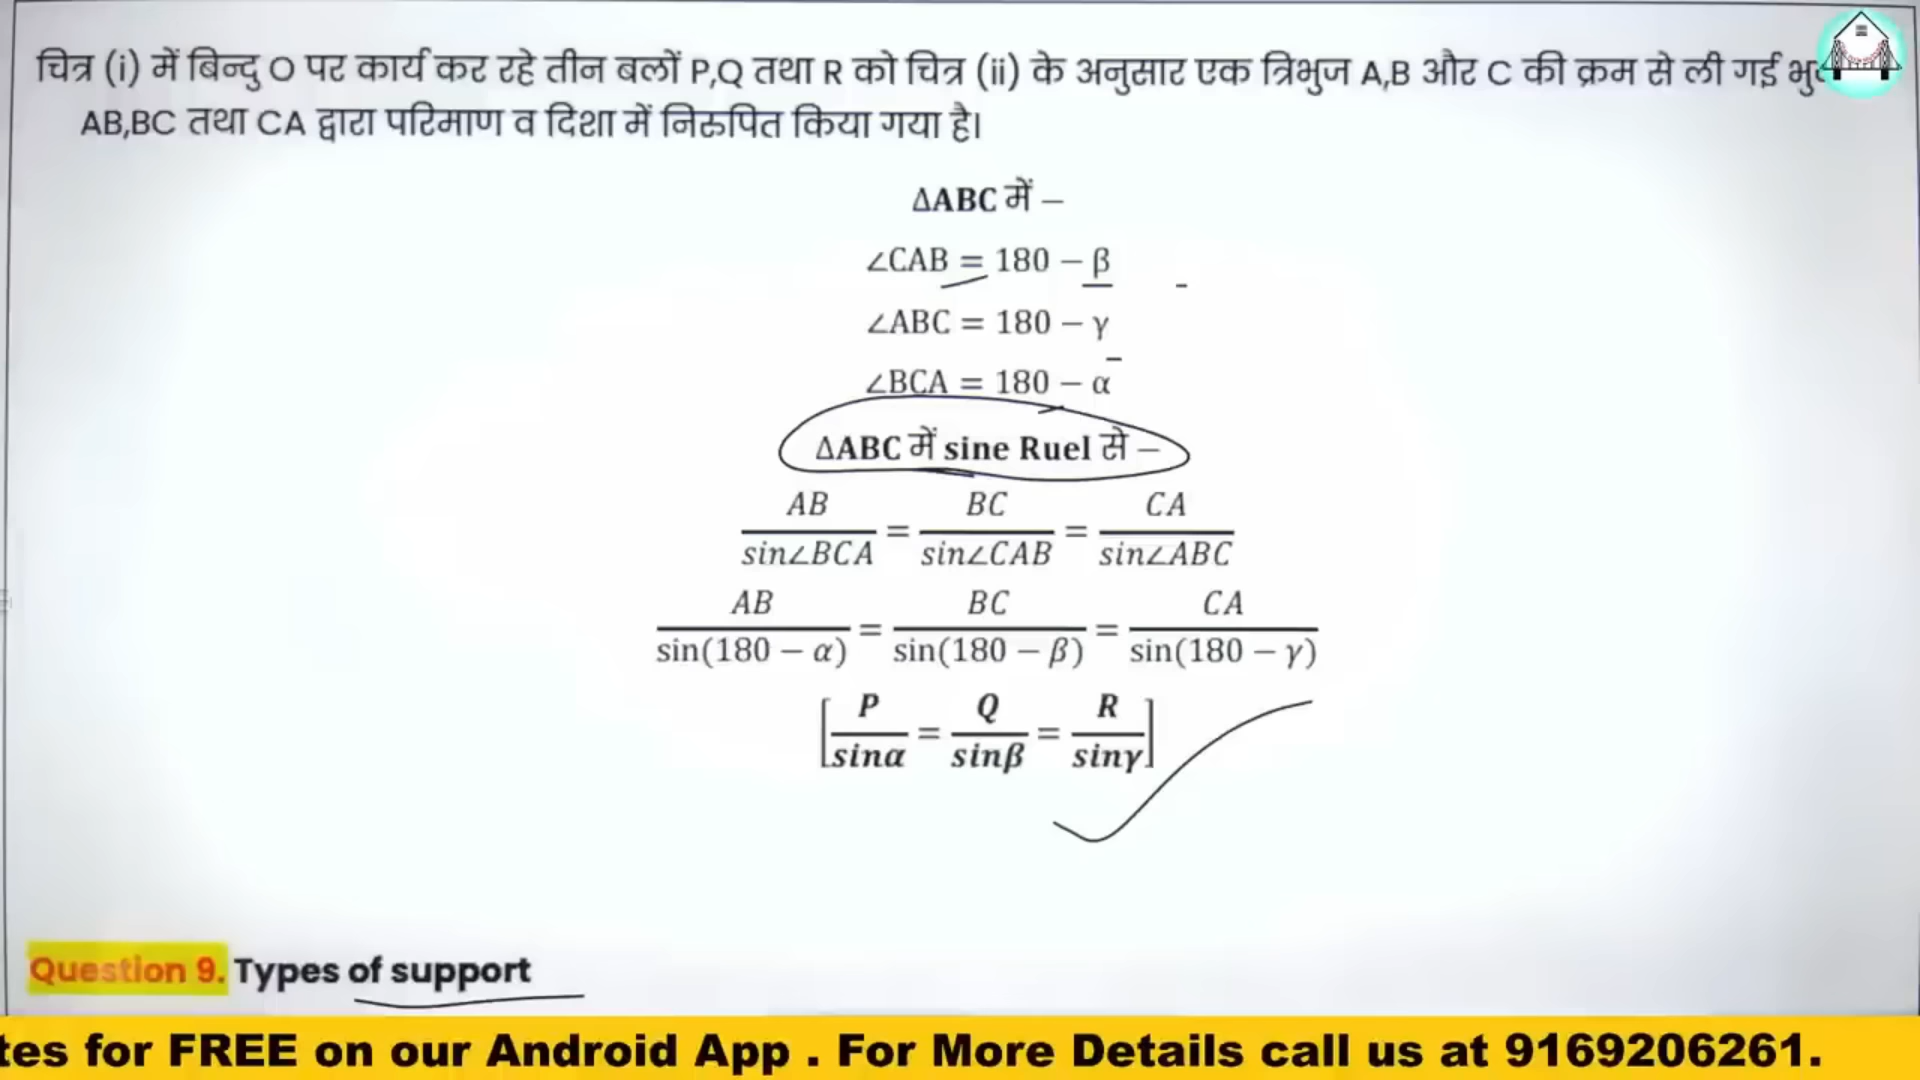 चित्र (i) में बिन्दु O पर कार्य कर रहे तीन बलों P,Q तथा R को चित्र (ii) के अनुसार एक त्रिभुज A,B और C की क्रम से ली गई
AB,BC तथा CA द्वारा परिमाण व दिशा में निरुपित किया गया है।
ΔABC में –
∠CAB = 180 – β
∠ABC = 180 – γ
∠BCA = 180 – α
ΔABC में sine Ruel से –
AB/sin∠BCA = BC/sin∠CAB = CA/sin∠ABC
AB/sin(180 – α) = BC/sin(180 – β) = CA/sin(180 – γ)
[P/sinα = Q/sinβ = R/sinγ]
Question 9. Types of support
tes for FREE on our Android App . For More Details call us at 9169206261.